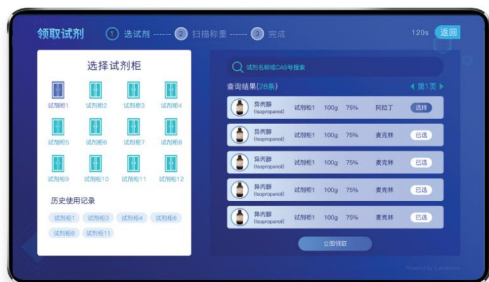 领取试剂 1 选试剂 ------ 2 扫描称重 ------ 3 完成 120s 返回
选择试剂柜
试剂柜1 试剂柜2 试剂柜3 试剂柜4
试剂柜5 试剂柜6 试剂柜7 试剂柜8
试剂柜9 试剂柜10 试剂柜11 试剂柜12
历史使用记录
试剂柜1 试剂柜3 试剂柜4 试剂柜6
试剂柜8 试剂柜11
试剂名称或CAS号搜索
查询结果(28条) 第1页
异丙醇 (Isopropanol) 试剂柜1 100g 75% 阿拉丁 选择
异丙醇 (Isopropanol) 试剂柜1 100g 75% 麦克林 已选
异丙醇 (Isopropanol) 试剂柜1 100g 75% 麦克林 已选
异丙醇 (Isopropanol) 试剂柜1 100g 75% 麦克林 已选
异丙醇 (Isopropanol) 试剂柜1 100g 75% 麦克林 已选
立即领取
Powered by